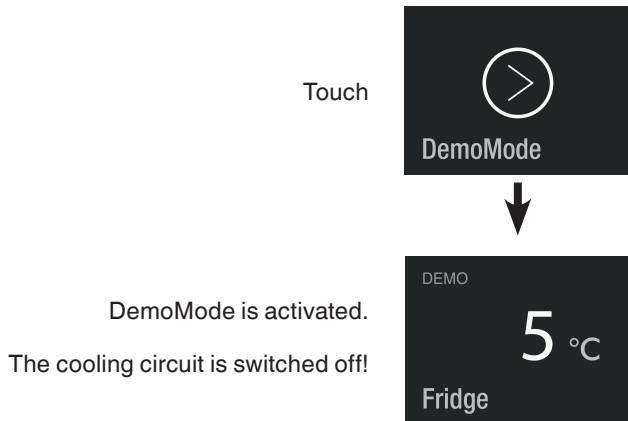 Touch
DemoMode
DEMO
DemoMode is activated.
5 °C
The cooling circuit is switched off!
Fridge